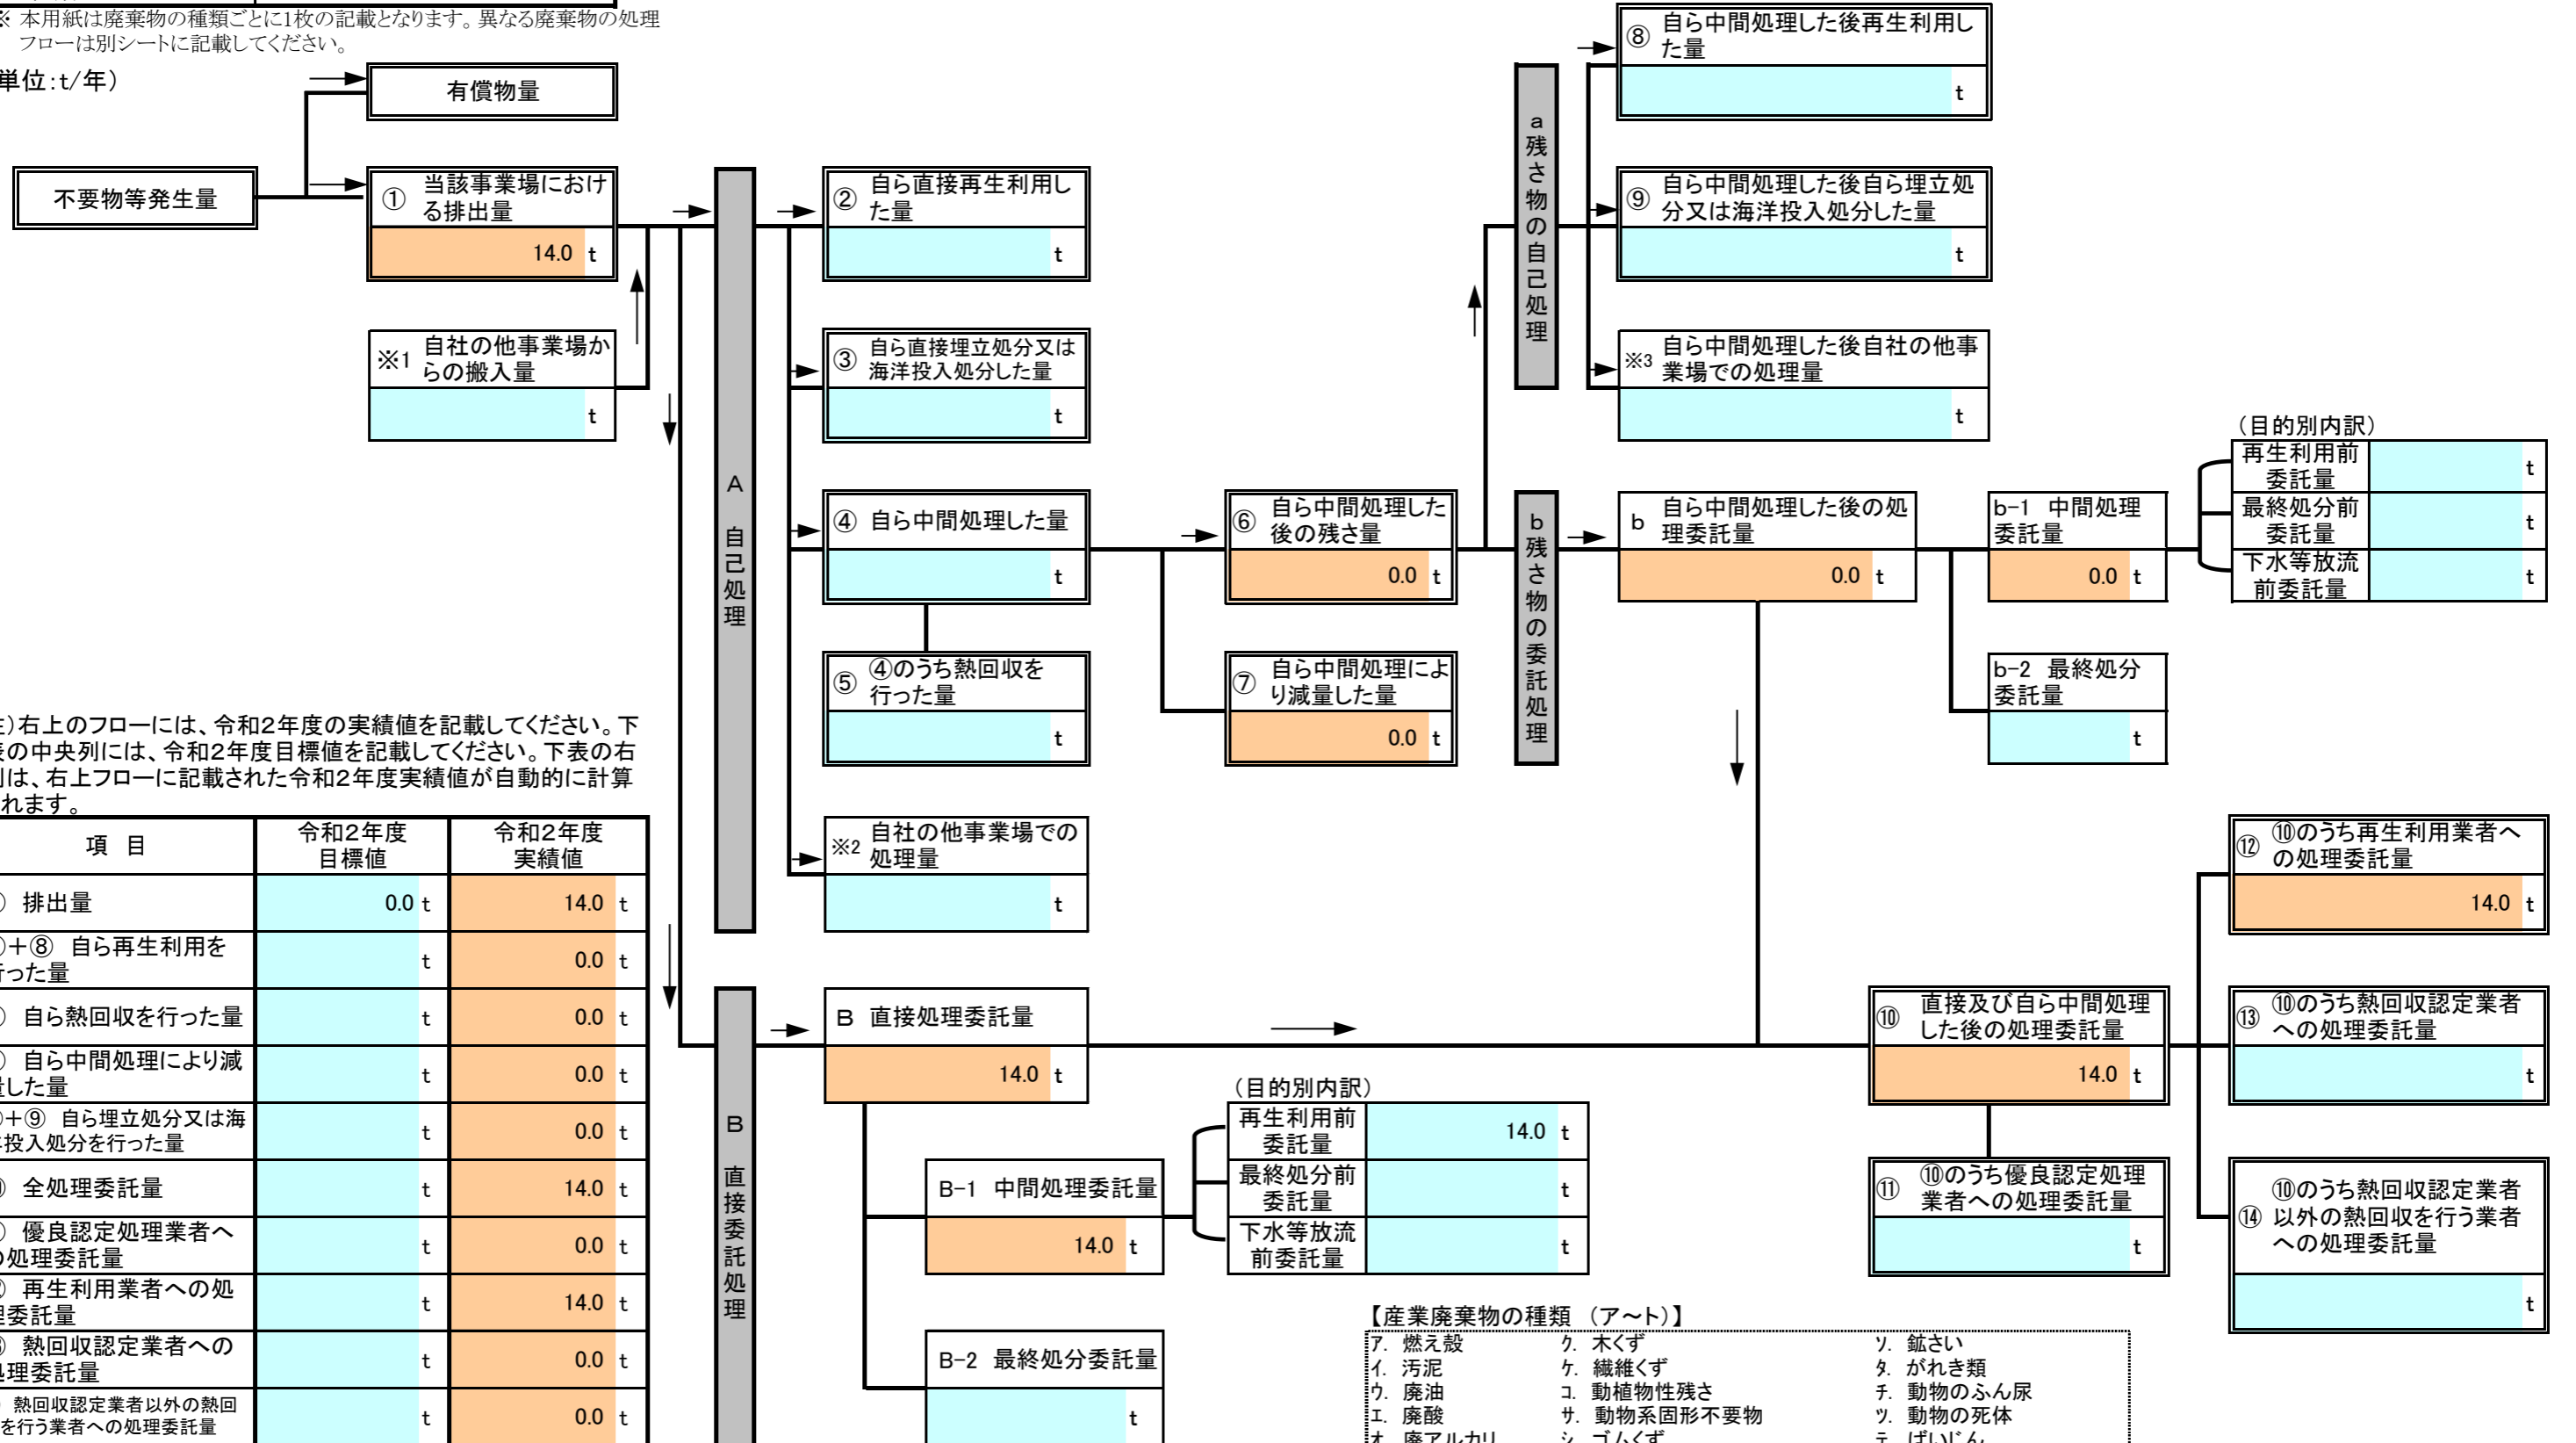 ※ 本用紙は廃棄物の種類ごとに1枚の記載となります。異なる廃棄物の処理
フローは別シートに記載してください。
単位:t/年)
有償物量
不要物等発生量
① 当該事業場におけ
る排出量
14.0 t
※1 自社の他事業場か
らの搬入量
t
A 自己処理
② 自ら直接再生利用し
た量
t
③ 自ら直接埋立処分又は
海洋投入処分した量
t
④ 自ら中間処理した量
t
⑤ ④のうち熱回収を
行った量
t
※2 自社の他事業場での
処理量
t
⑥ 自ら中間処理した
後の残さ量
0.0 t
⑦ 自ら中間処理によ
り減量した量
0.0 t
a 残さ物の自己処理
⑧ 自ら中間処理した後再生利用し
た量
t
⑨ 自ら中間処理した後自ら埋立処
分又は海洋投入処分した量
t
※3 自ら中間処理した後自社の他事
業場での処理量
t
b 残さ物の委託処理
b 自ら中間処理した後の処
理委託量
0.0 t
b-1 中間処理
委託量
0.0 t
b-2 最終処分
委託量
t
(目的別内訳)
再生利用前
委託量 t
最終処分前
委託量 t
下水等放流
前委託量 t
)右上のフローには、令和2年度の実績値を記載してください。下
の中央列には、令和2年度目標値を記載してください。下表の右
は、右上フローに記載された令和2年度実績値が自動的に計算
れます。
項 目 令和2年度
目標値 令和2年度
実績値
排出量 0.0 t 14.0 t
+⑧ 自ら再生利用を
った量 t 0.0 t
自ら熱回収を行った量 t 0.0 t
自ら中間処理により減
した量 t 0.0 t
+⑨ 自ら埋立処分又は海
投入処分を行った量 t 0.0 t
全処理委託量 t 14.0 t
優良認定処理業者へ
処理委託量 t 0.0 t
再生利用業者への処
委託量 t 14.0 t
熱回収認定業者への
処理委託量 t 0.0 t
熱回収認定業者以外の熱回
を行う業者への処理委託量 t 0.0 t
B 直接委託処理
B 直接処理委託量
14.0 t
B-1 中間処理委託量
14.0 t
B-2 最終処分委託量
t
(目的別内訳)
再生利用前
委託量 14.0 t
最終処分前
委託量 t
下水等放流
前委託量 t
⑩ 直接及び自ら中間処理
した後の処理委託量
14.0 t
⑪ ⑩のうち優良認定処理
業者への処理委託量
t
⑫ ⑩のうち再生利用業者へ
の処理委託量
14.0 t
⑬ ⑩のうち熱回収認定業者
への処理委託量
t
⑭ ⑩のうち熱回収認定業者
以外の熱回収を行う業者
への処理委託量
t
【産業廃棄物の種類 (ア~ト)】
ア. 燃え殻 ク. 木くず ソ. 鉱さい
イ. 汚泥 ケ. 繊維くず タ. がれき類
ウ. 廃油 コ. 動植物性残さ チ. 動物のふん尿
エ. 廃酸 サ. 動物系固形不要物 ツ. 動物の死体
オ. 廃アルカリ シ. ゴムくず テ. ばいじん